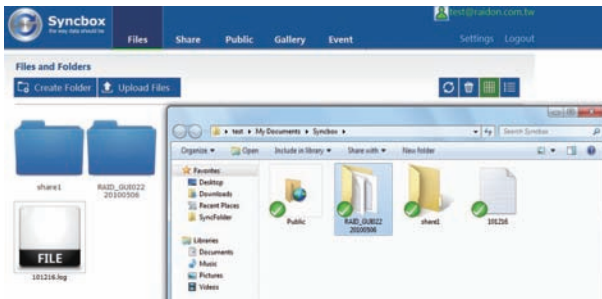 Syncbox
the way data should be
test@raidon.com.tw
Files Share Public Gallery Event
Settings Logout
Files and Folders
Create Folder Upload Files
share1
RAID_GUI022
20100506
FILE
101216.log
test ▸ My Documents ▸ Syncbox ▸
Search Syncbox
Organize Open Include in library Share with New folder
Favorites
Desktop
Downloads
Recent Places
SyncFolder
Libraries
Documents
Music
Pictures
Videos
Public
RAID_GUI022
20100506
share1
101216